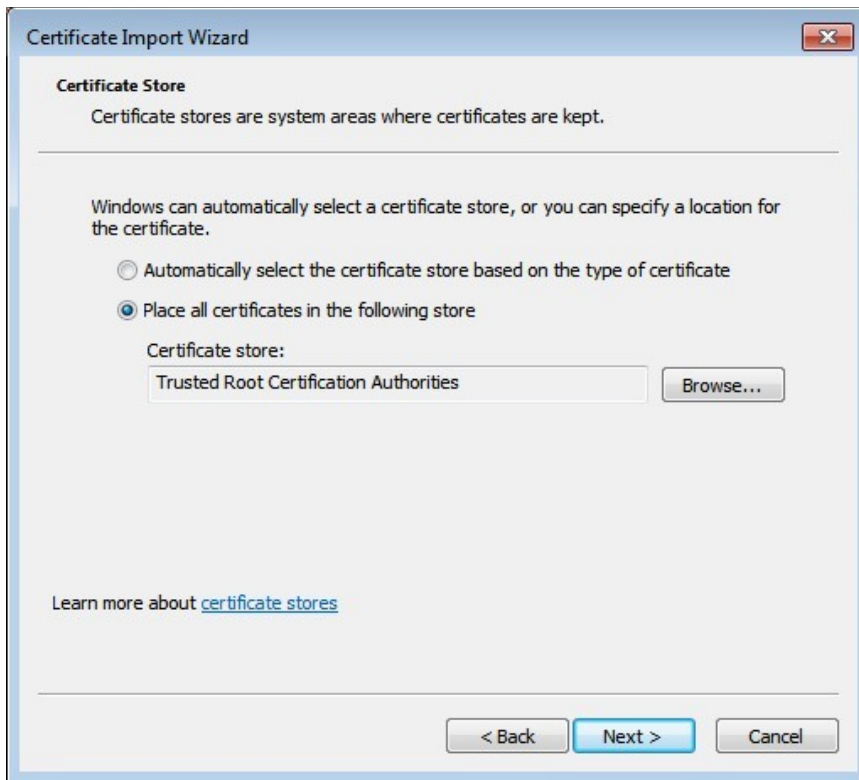 Certificate Import Wizard
Certificate Store
Certificate stores are system areas where certificates are kept.
Windows can automatically select a certificate store, or you can specify a location for
the certificate.
Automatically select the certificate store based on the type of certificate
Place all certificates in the following store
Certificate store:
Trusted Root Certification Authorities
Browse...
Learn more about certificate stores
< Back
Next >
Cancel